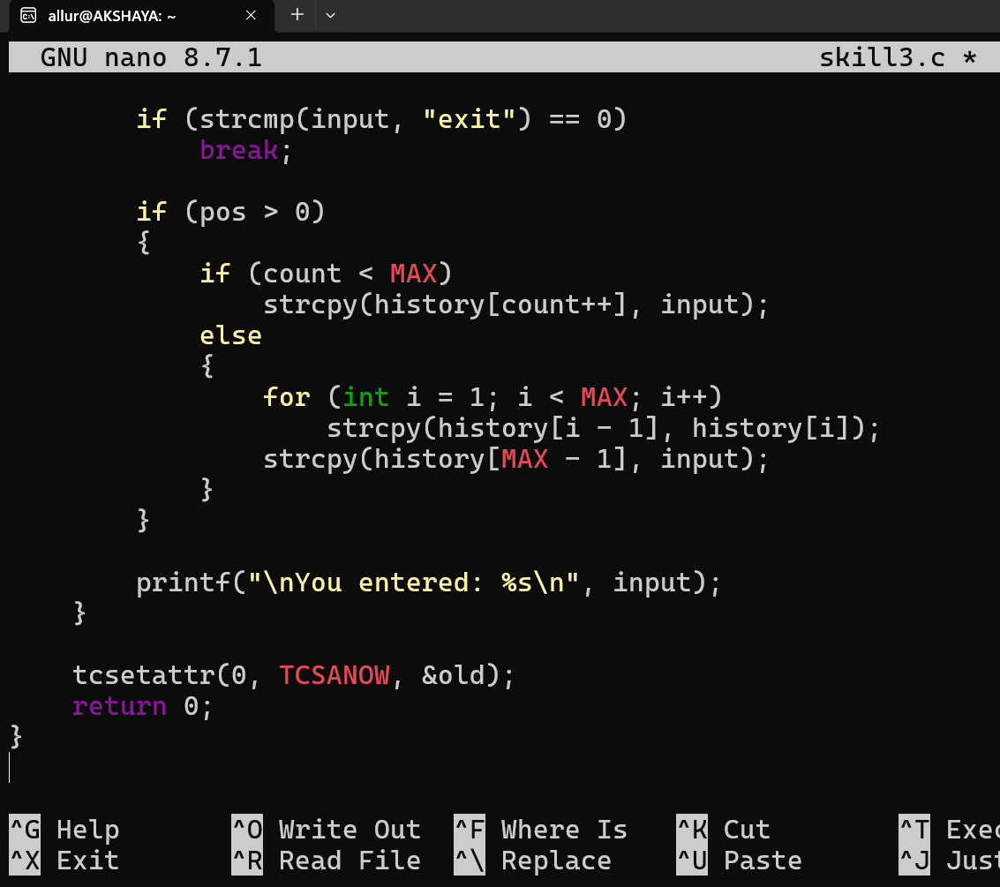 allur@AKSHAYA: ~
GNU nano 8.7.1 skill3.c *
if (strcmp(input, "exit") == 0)
break;
if (pos > 0)
{
if (count < MAX)
strcpy(history[count++], input);
else
{
for (int i = 1; i < MAX; i++)
strcpy(history[i - 1], history[i]);
strcpy(history[MAX - 1], input);
}
}
printf("\nYou entered: %s\n", input);
}
tcsetattr(0, TCSANOW, &old);
return 0;
}
^G Help ^O Write Out ^F Where Is ^K Cut ^T
^X Exit ^R Read File ^\ Replace ^U Paste ^J